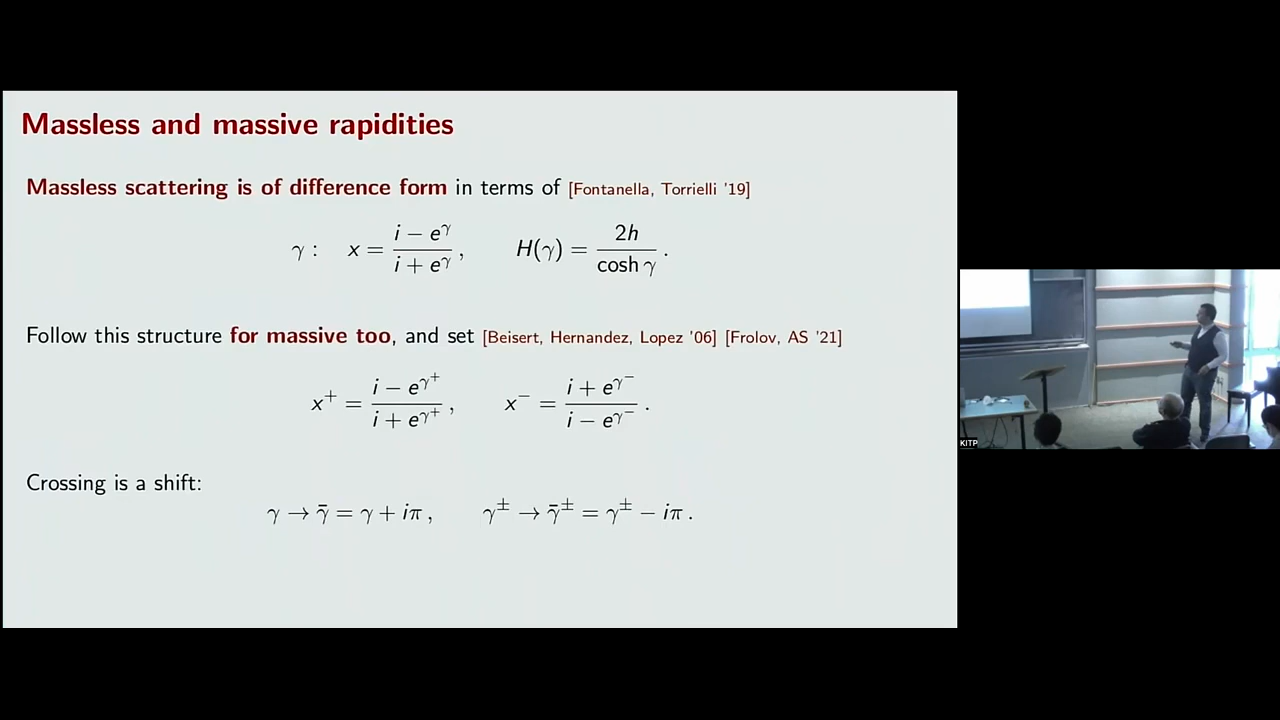 Massless and massive rapidities
Massless scattering is of difference form in terms of [Fontanella, Torrielli '19]
γ : x = (i − e^γ)/(i + e^γ) , H(γ) = 2h/cosh γ .
Follow this structure for massive too, and set [Beisert, Hernandez, Lopez '06] [Frolov, AS '21]
x⁺ = (i − e^{γ⁺})/(i + e^{γ⁺}) , x⁻ = (i + e^{γ⁻})/(i − e^{γ⁻}) .
Crossing is a shift:
γ → γ̄ = γ + iπ , γ^± → γ̄^± = γ^± − iπ .
KITP